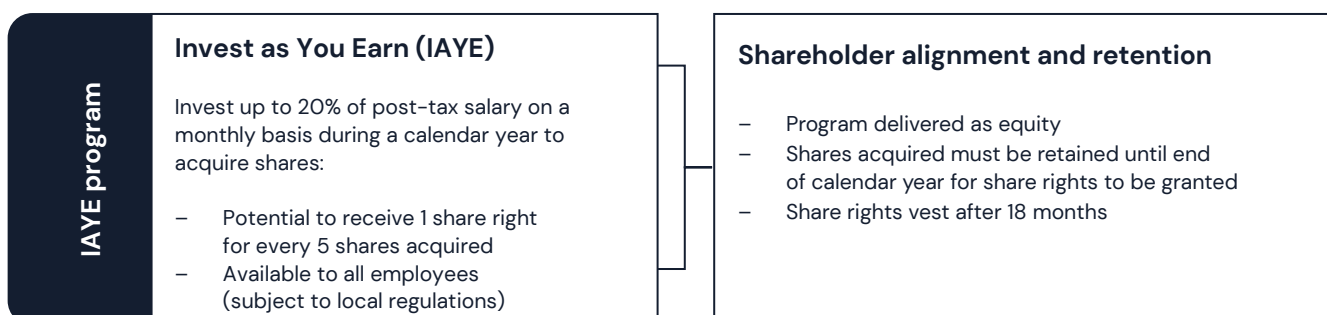 IAYE program
Invest as You Earn (IAYE)
Invest up to 20% of post-tax salary on a
monthly basis during a calendar year to
acquire shares:
– Potential to receive 1 share right
for every 5 shares acquired
– Available to all employees
(subject to local regulations)
Shareholder alignment and retention
– Program delivered as equity
– Shares acquired must be retained until end
of calendar year for share rights to be granted
– Share rights vest after 18 months